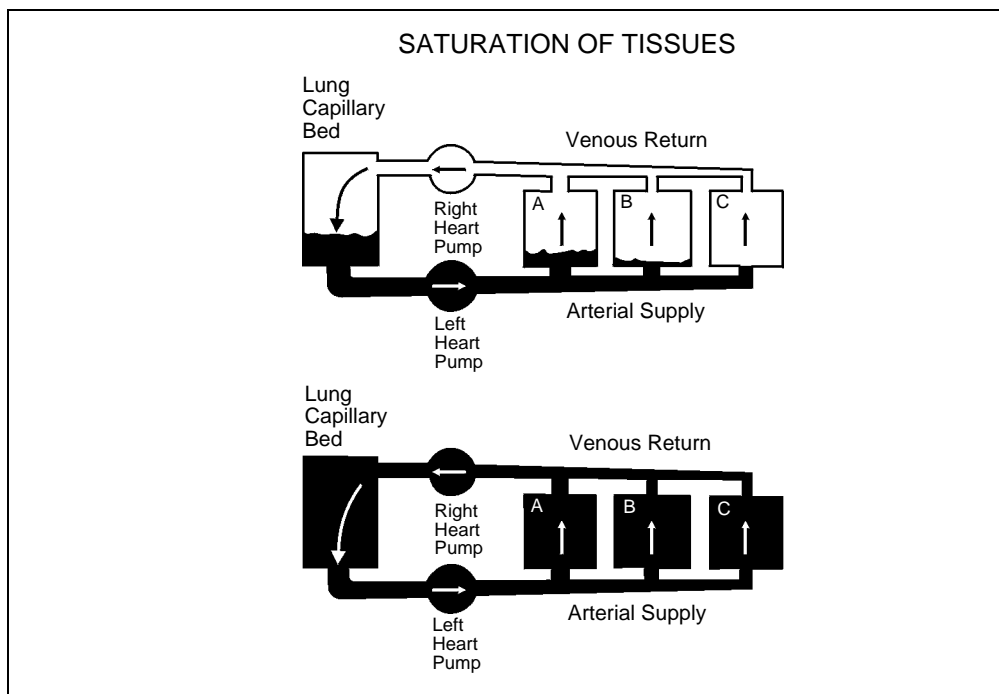 SATURATION OF TISSUES
Lung
Capillary
Bed
Venous Return
A
B
C
Right
Heart
Pump
Left
Heart
Pump
Arterial Supply
Lung
Capillary
Bed
Venous Return
A
B
C
Right
Heart
Pump
Left
Heart
Pump
Arterial Supply